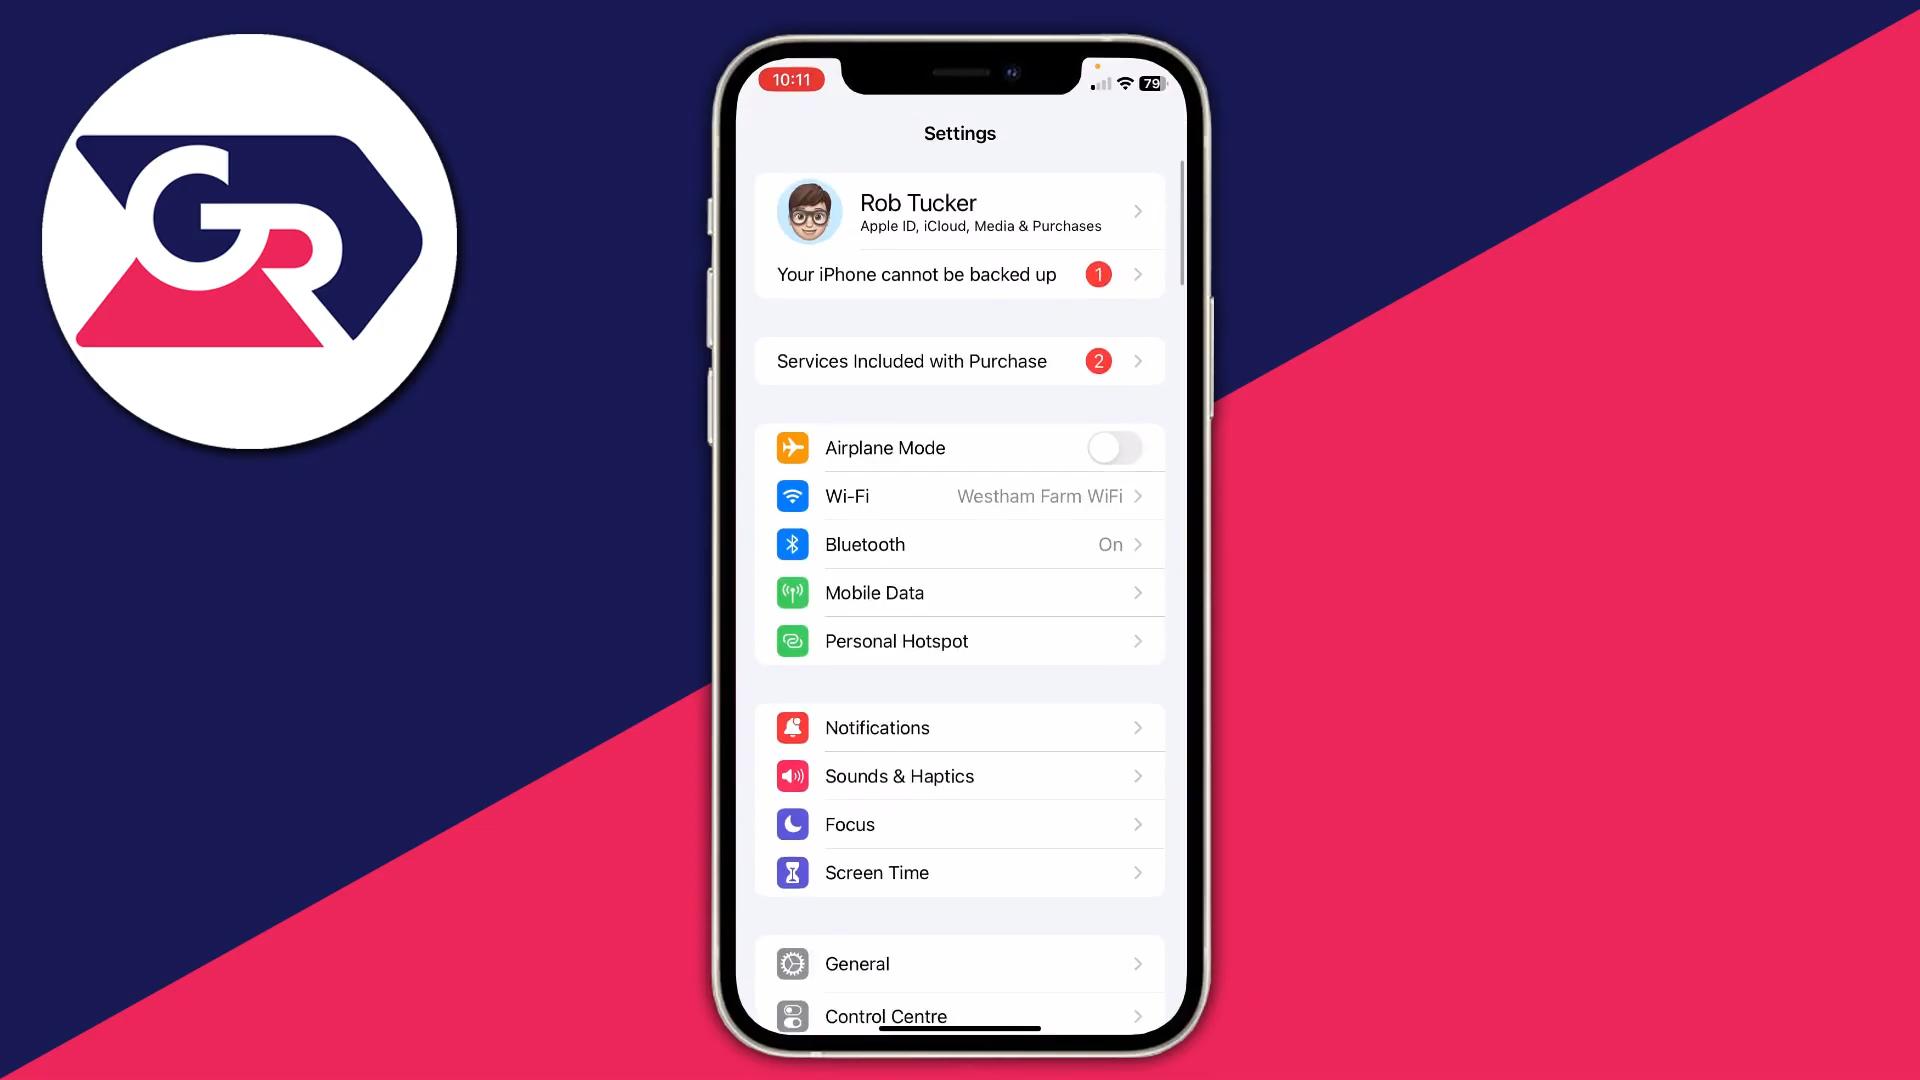 GR
10:11
79
Settings
Rob Tucker
Apple ID, iCloud, Media & Purchases
Your iPhone cannot be backed up 1
Services Included with Purchase 2
Airplane Mode
Wi-Fi Westham Farm WiFi
Bluetooth On
Mobile Data
Personal Hotspot
Notifications
Sounds & Haptics
Focus
Screen Time
General
Control Centre